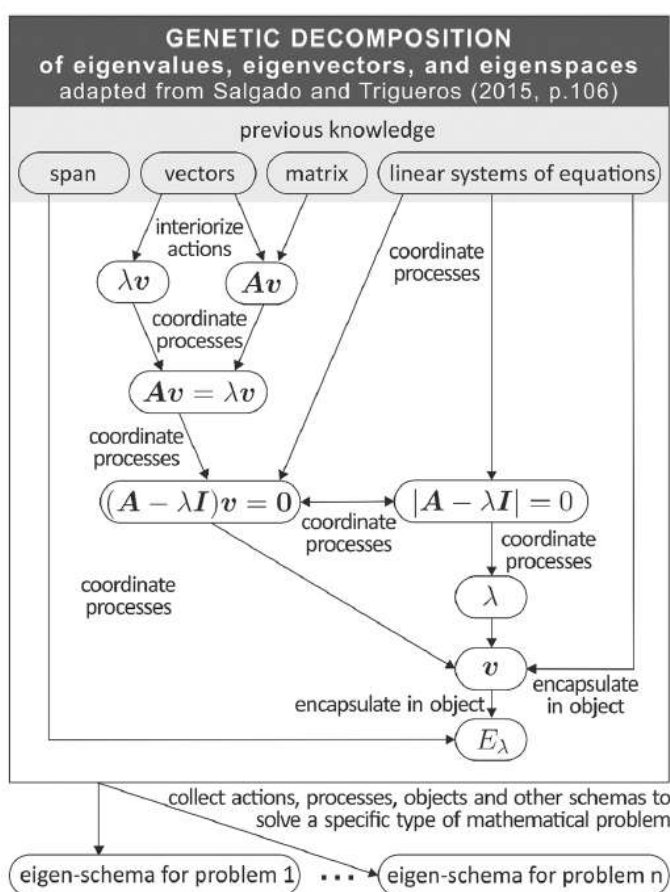 GENETIC DECOMPOSITION
of eigenvalues, eigenvectors, and eigenspaces
adapted from Salgado and Trigueros (2015, p.106)
previous knowledge
span vectors matrix linear systems of equations
interiorize
actions
coordinate
processes
λv Av
coordinate
processes
Av = λv
coordinate
processes
(A − λI)v = 0 |A − λI| = 0
coordinate
processes
coordinate
processes
coordinate
processes
λ
v
encapsulate in object
encapsulate
in object
Eλ
collect actions, processes, objects and other schemas to
solve a specific type of mathematical problem
eigen-schema for problem 1 ... eigen-schema for problem n